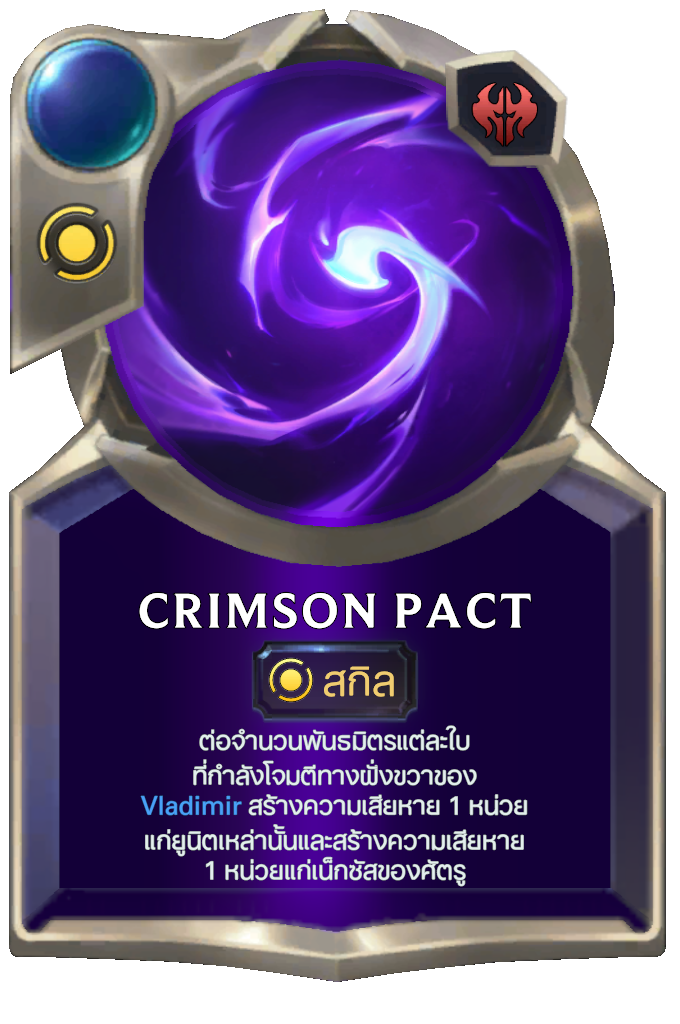 CRIMSON PACT
สกิล
ต่อจำนวนพันธมิตรแต่ละใบ
ที่กำลังโจมตีทางฝั่งขวาของ
Vladimir สร้างความเสียหาย 1 หน่วย
แก่ยูนิตเหล่านั้นและสร้างความเสียหาย
1 หน่วยแก่เน็กซัสของศัตรู